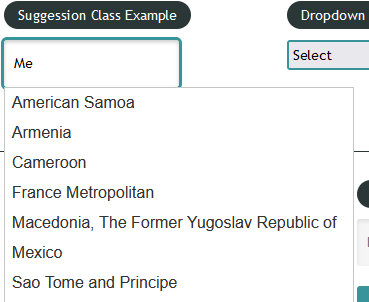 Suggession Class Example
Dropdown
Me
Select
American Samoa
Armenia
Cameroon
France Metropolitan
Macedonia, The Former Yugoslav Republic of
Mexico
Sao Tome and Principe